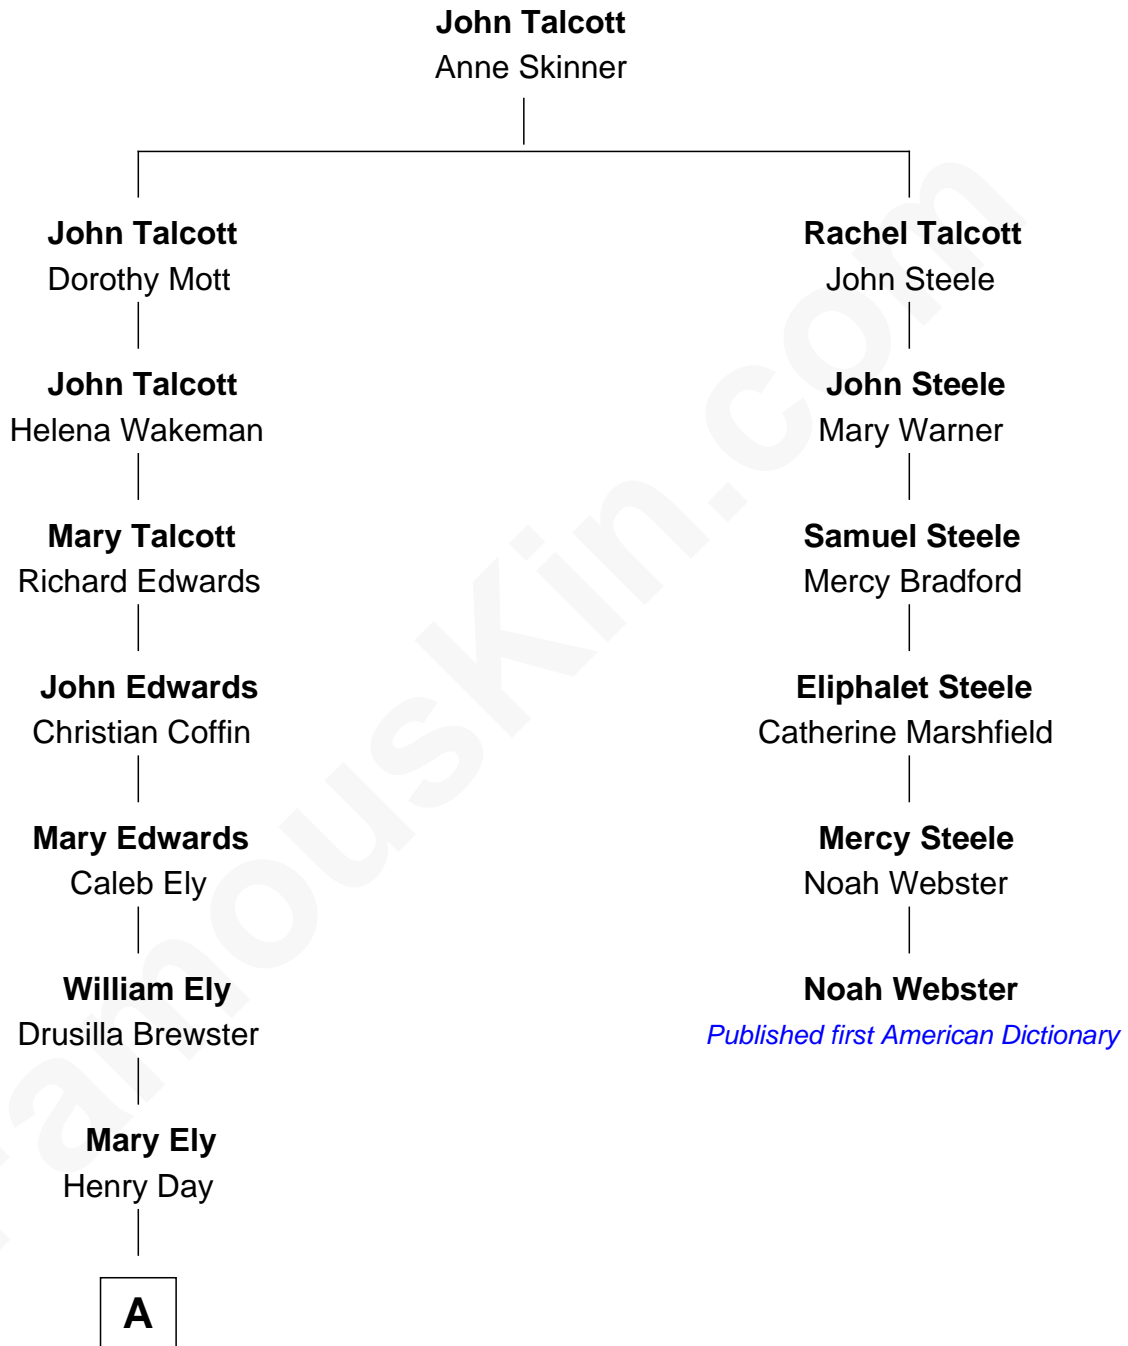 John Talcott
Anne Skinner
John Talcott
Dorothy Mott
Rachel Talcott
John Steele
John Talcott
Helena Wakeman
John Steele
Mary Warner
Mary Talcott
Richard Edwards
Samuel Steele
Mercy Bradford
John Edwards
Christian Coffin
Eliphalet Steele
Catherine Marshfield
Mary Edwards
Caleb Ely
Mercy Steele
Noah Webster
William Ely
Drusilla Brewster
Noah Webster
Published first American Dictionary
Mary Ely
Henry Day
A
FamousKin.com